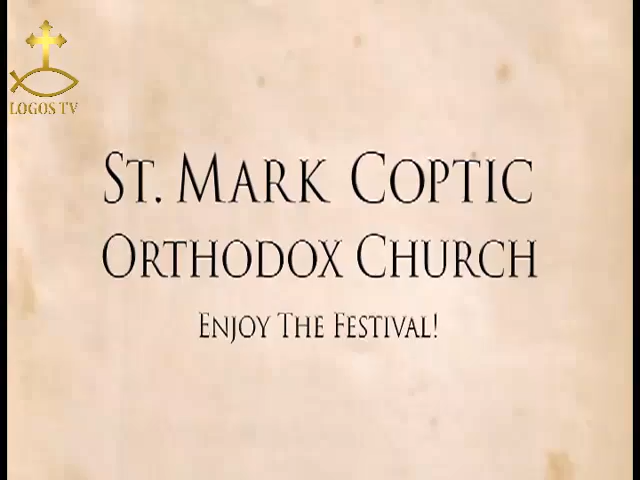 LOGOS TV
ST. MARK COPTIC
ORTHODOX CHURCH
ENJOY THE FESTIVAL!